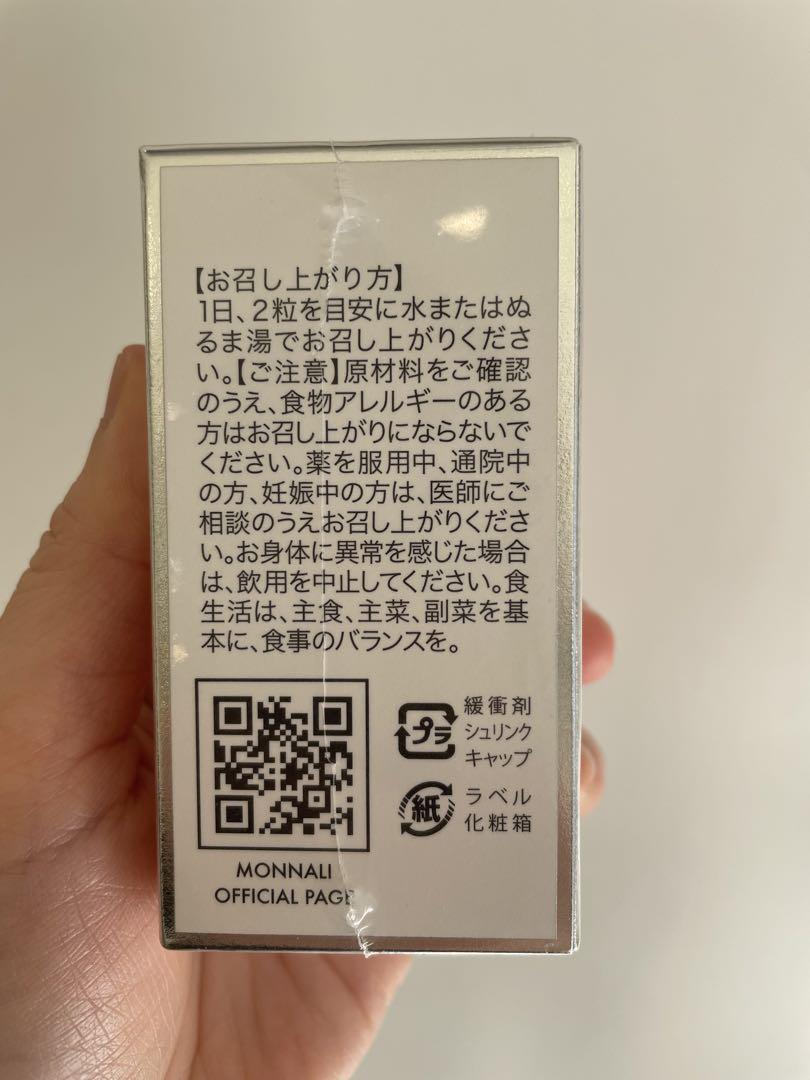 【お召し上がり方】
1日、2粒を目安に水またはぬ
るま湯でお召し上がりくださ
い。【ご注意】原材料をご確認
のうえ、食物アレルギーのある
方はお召し上がりにならないで
ください。薬を服用中、通院中
の方、妊娠中の方は、医師にご
相談のうえお召し上がりくださ
い。お身体に異常を感じた場合
は、飲用を中止してください。食
生活は、主食、主菜、副菜を基
本に、食事のバランスを。
プラ
緩衝剤
シュリンク
キャップ
紙
ラベル
化粧箱
MONNALI
OFFICIAL PAGE